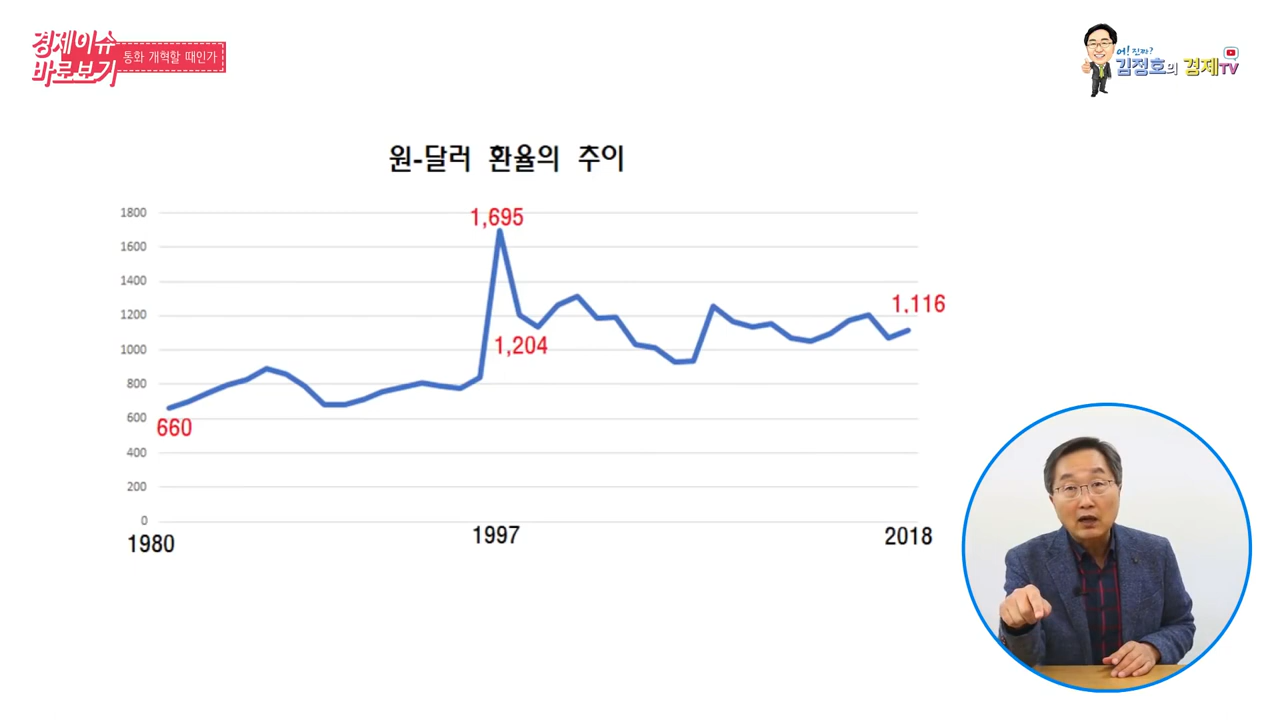 경제이슈
바로보기
통화 개혁할 때인가
어! 진짜?
김정호의 경제TV
원-달러 환율의 추이
1800
1600
1400
1200
1000
800
600
400
200
0
1,695
1,204
1,116
660
1980
1997
2018